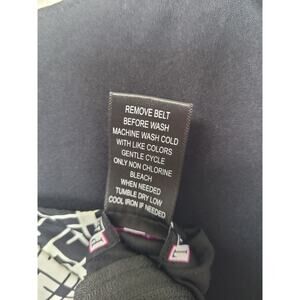 REMOVE BELT
BEFORE WASH
MACHINE WASH COLD
WITH LIKE COLORS
GENTLE CYCLE
ONLY NON CHLORINE
BLEACH
WHEN NEEDED
TUMBLE DRY LOW
COOL IRON IF NEEDED